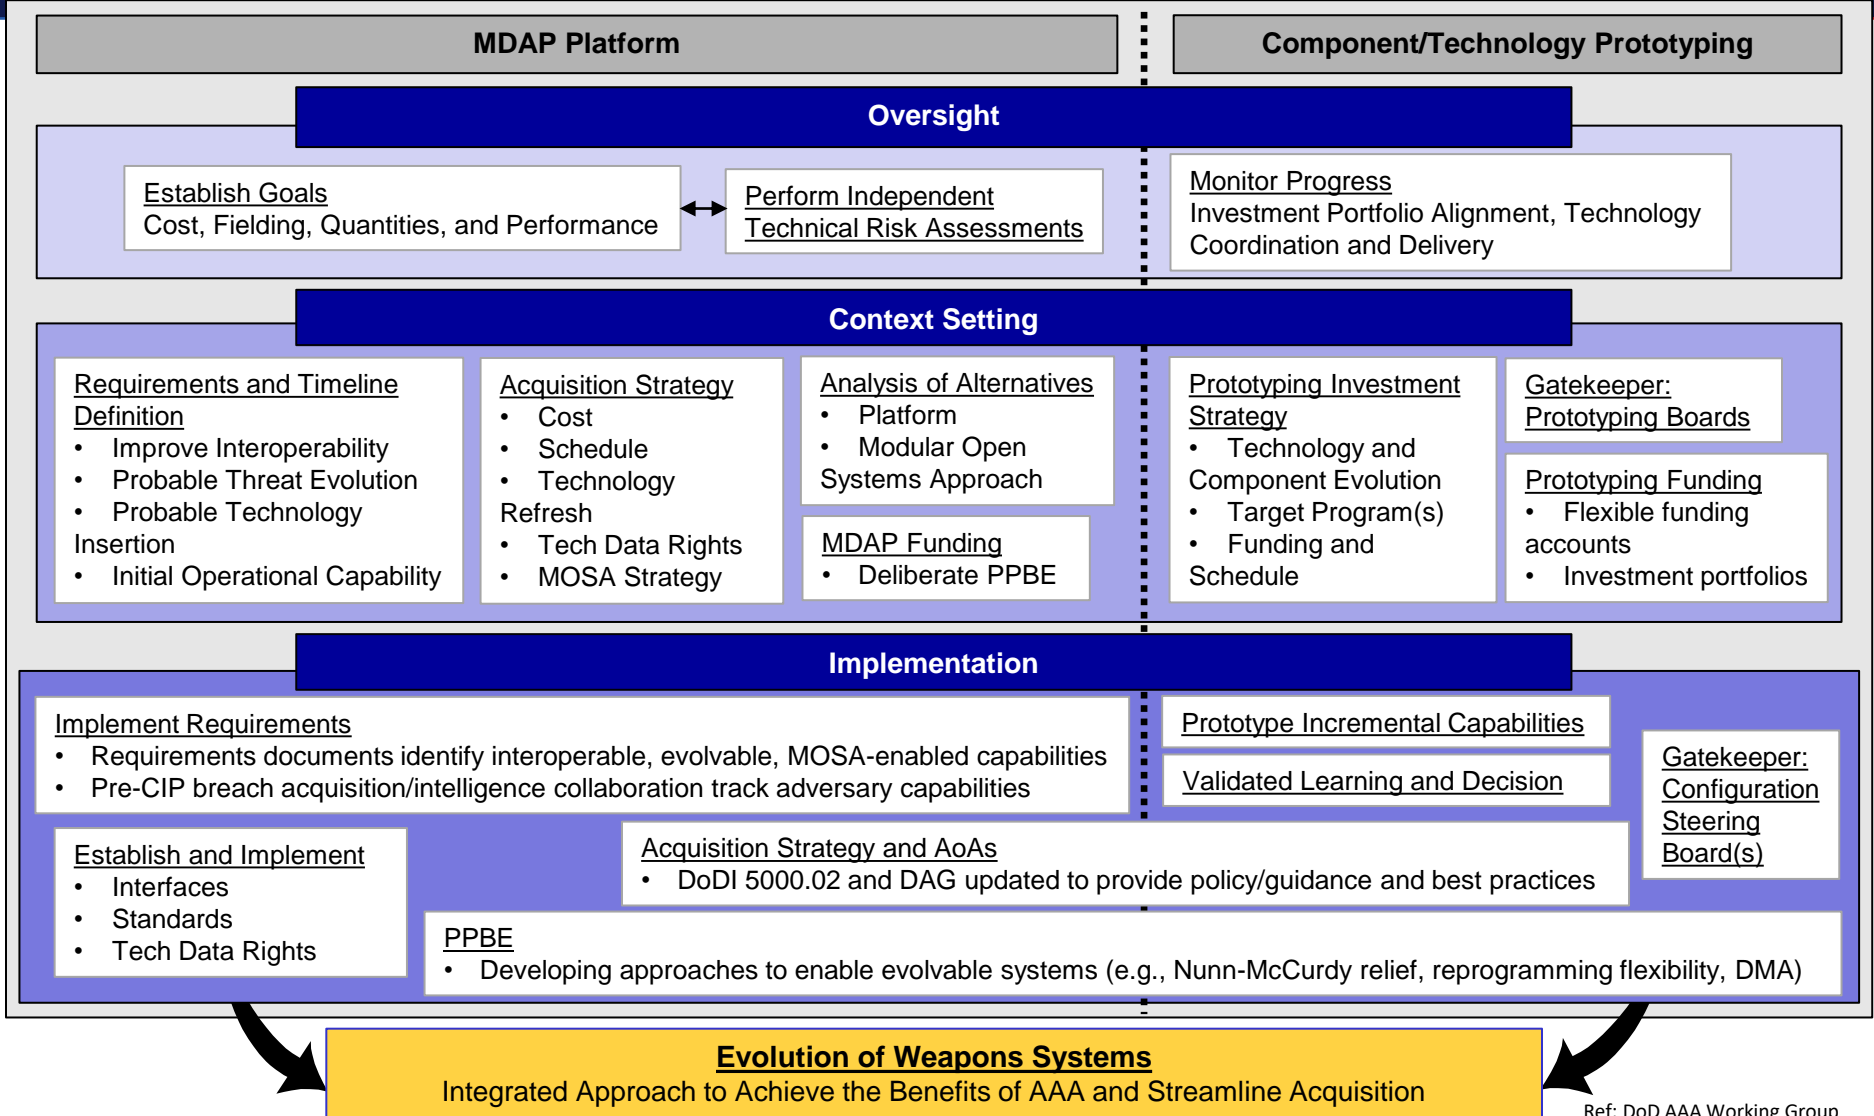 MDAP Platform
Component/Technology Prototyping
Oversight
Establish Goals
Cost, Fielding, Quantities, and Performance
Perform Independent
Technical Risk Assessments
Monitor Progress
Investment Portfolio Alignment, Technology
Coordination and Delivery
Context Setting
Requirements and Timeline
Definition
• Improve Interoperability
• Probable Threat Evolution
• Probable Technology
Insertion
• Initial Operational Capability
Acquisition Strategy
• Cost
• Schedule
• Technology
Refresh
• Tech Data Rights
• MOSA Strategy
Analysis of Alternatives
• Platform
• Modular Open
Systems Approach
MDAP Funding
• Deliberate PPBE
Prototyping Investment
Strategy
• Technology and
Component Evolution
• Target Program(s)
• Funding and
Schedule
Gatekeeper:
Prototyping Boards
Prototyping Funding
• Flexible funding
accounts
• Investment portfolios
Implementation
Implement Requirements
• Requirements documents identify interoperable, evolvable, MOSA-enabled capabilities
• Pre-CIP breach acquisition/intelligence collaboration track adversary capabilities
Prototype Incremental Capabilities
Validated Learning and Decision
Gatekeeper:
Configuration
Steering
Board(s)
Establish and Implement
• Interfaces
• Standards
• Tech Data Rights
Acquisition Strategy and AoAs
• DoDI 5000.02 and DAG updated to provide policy/guidance and best practices
PPBE
• Developing approaches to enable evolvable systems (e.g., Nunn-McCurdy relief, reprogramming flexibility, DMA)
Evolution of Weapons Systems
Integrated Approach to Achieve the Benefits of AAA and Streamline Acquisition
Ref: DoD AAA Working Group